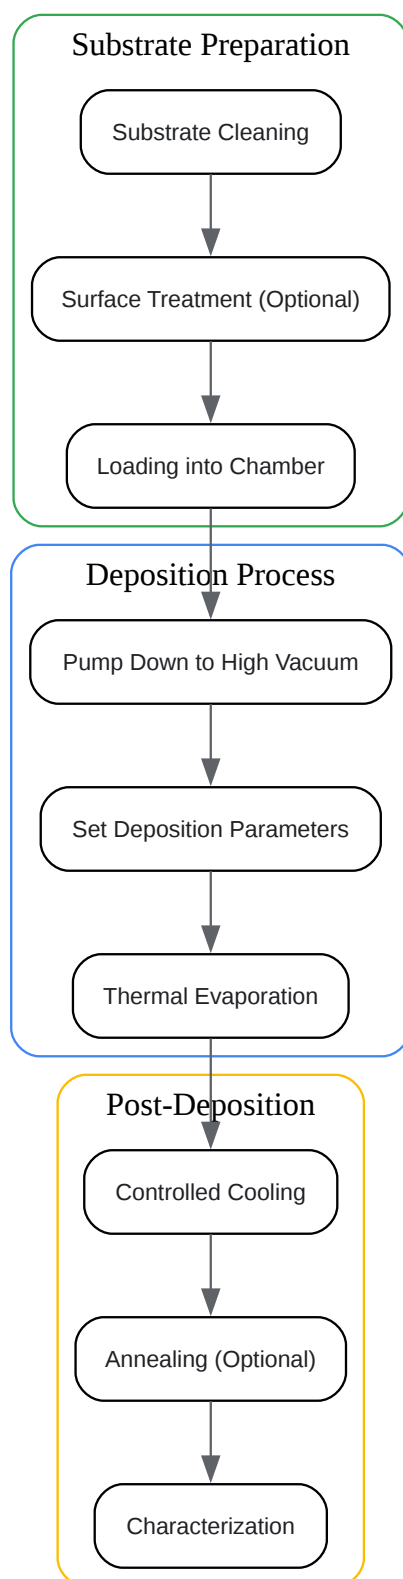 Substrate Preparation
Substrate Cleaning
Surface Treatment (Optional)
Loading into Chamber
Deposition Process
Pump Down to High Vacuum
Set Deposition Parameters
Thermal Evaporation
Post-Deposition
Controlled Cooling
Annealing (Optional)
Characterization